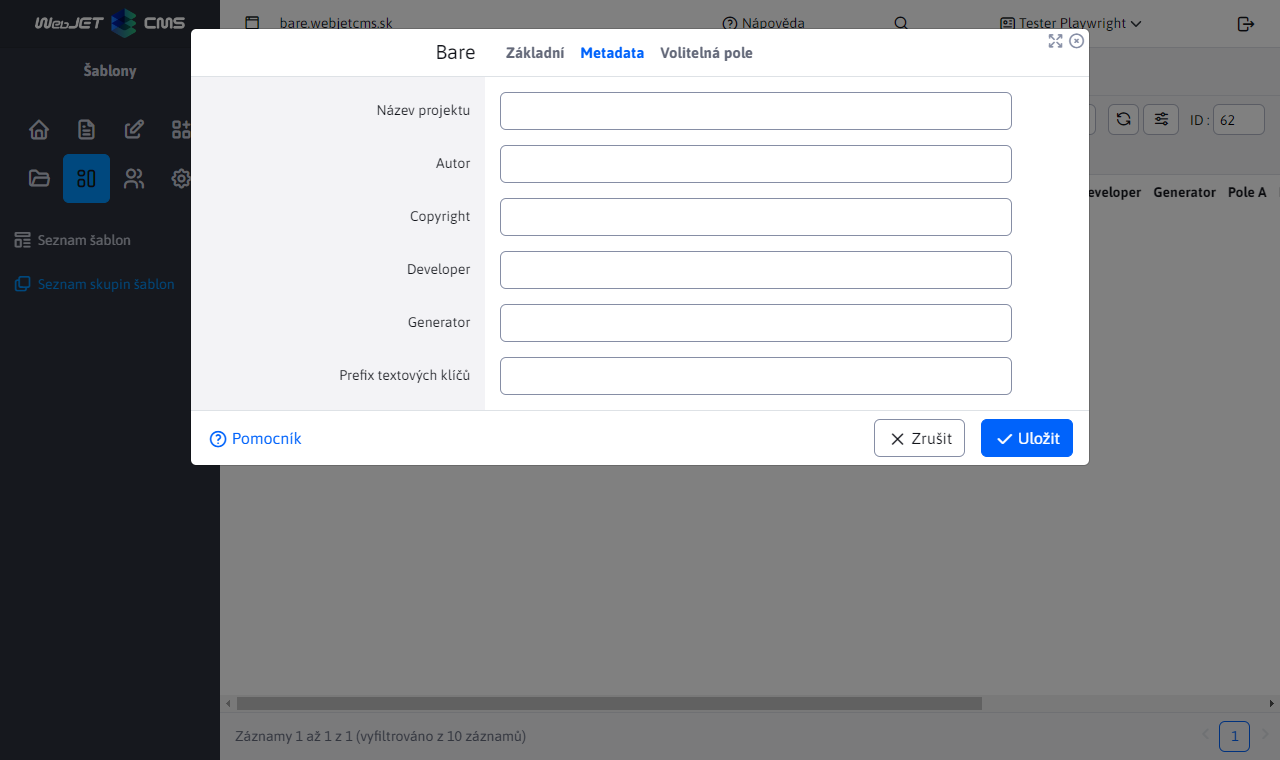 WebJET CMS
bare.webjetcms.sk
Nápověda
Tester Playwright
Šablony
Seznam šablon
Seznam skupin šablon
Bare
Základní
Metadata
Volitelná pole
Název projektu
Autor
Copyright
Developer
Generator
Prefix textových klíčů
Pomocník
Zrušit
Uložit
ID : 62
eveloper
Generator
Pole A
Záznamy 1 až 1 z 1 (vyfiltrováno z 10 záznamů)
1